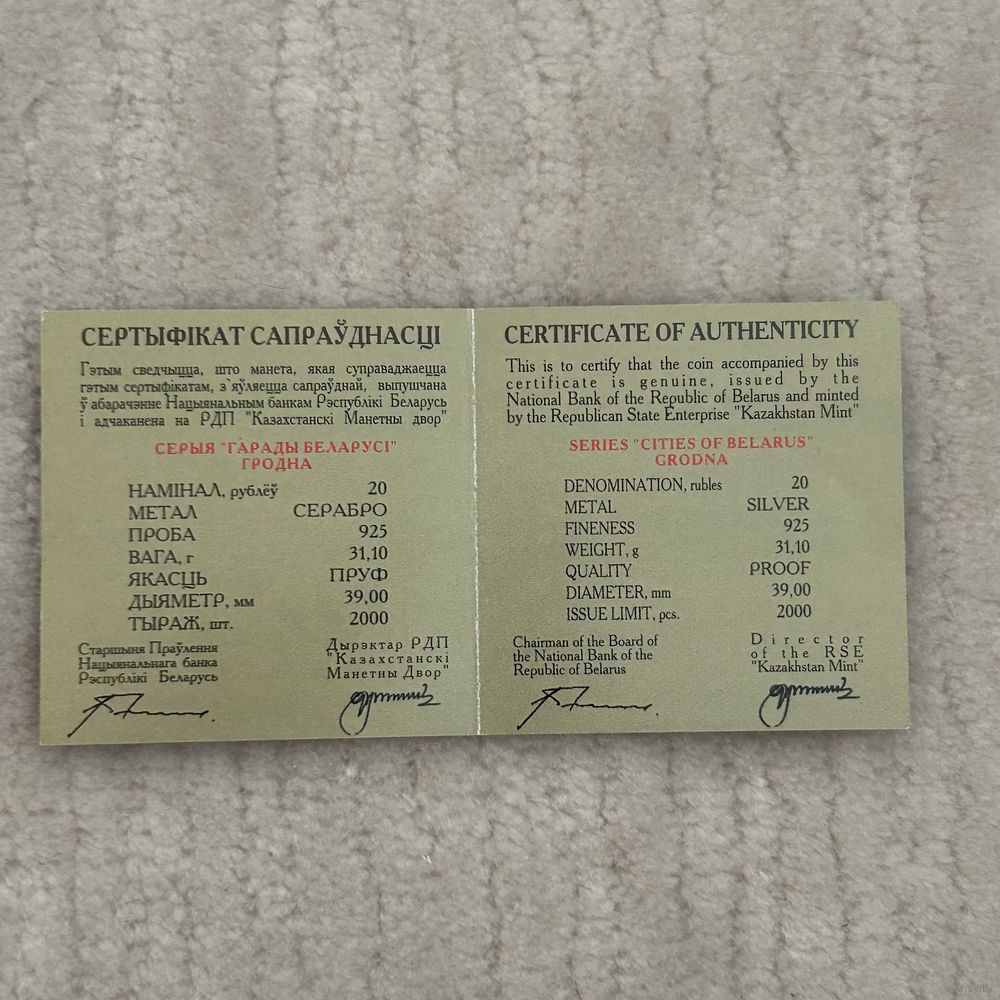 СЕРТЫФІКАТ САПРАЎДНАСЦІ
Гэтым сведчыцца, што манета, якая суправаджаецца
гэтым сертыфікатам, з`яўляецца сапраўднай, выпушчана
ў абарачэнне Нацыянальным банкам Рэспублікі Беларусь
і адчаканена на РДП "Казахстанскі Манетны двор"
СЕРЫЯ "ГАРАДЫ БЕЛАРУСІ"
ГРОДНА
НАМІНАЛ, рублёў 20
МЕТАЛ СЕРАБРО
ПРОБА 925
ВАГА, г 31,10
ЯКАСЦЬ ПРУФ
ДЫЯМЕТР, мм 39,00
ТЫРАЖ, шт. 2000
Старшыня Праўлення
Нацыянальнага банка
Рэспублікі Беларусь
Дырэктар РДП
"Казахстанскі
Манетны Двор"
CERTIFICATE OF AUTHENTICITY
This is to certify that the coin accompanied by this
certificate is genuine, issued by the
National Bank of the Republic of Belarus and minted
by the Republican State Enterprise "Kazakhstan Mint"
SERIES "CITIES OF BELARUS"
GRODNA
DENOMINATION, rubles 20
METAL SILVER
FINENESS 925
WEIGHT, g 31,10
QUALITY PROOF
DIAMETER, mm 39,00
ISSUE LIMIT, pcs. 2000
Chairman of the Board of
the National Bank of the
Republic of Belarus
Director
of the RSE
"Kazakhstan Mint"